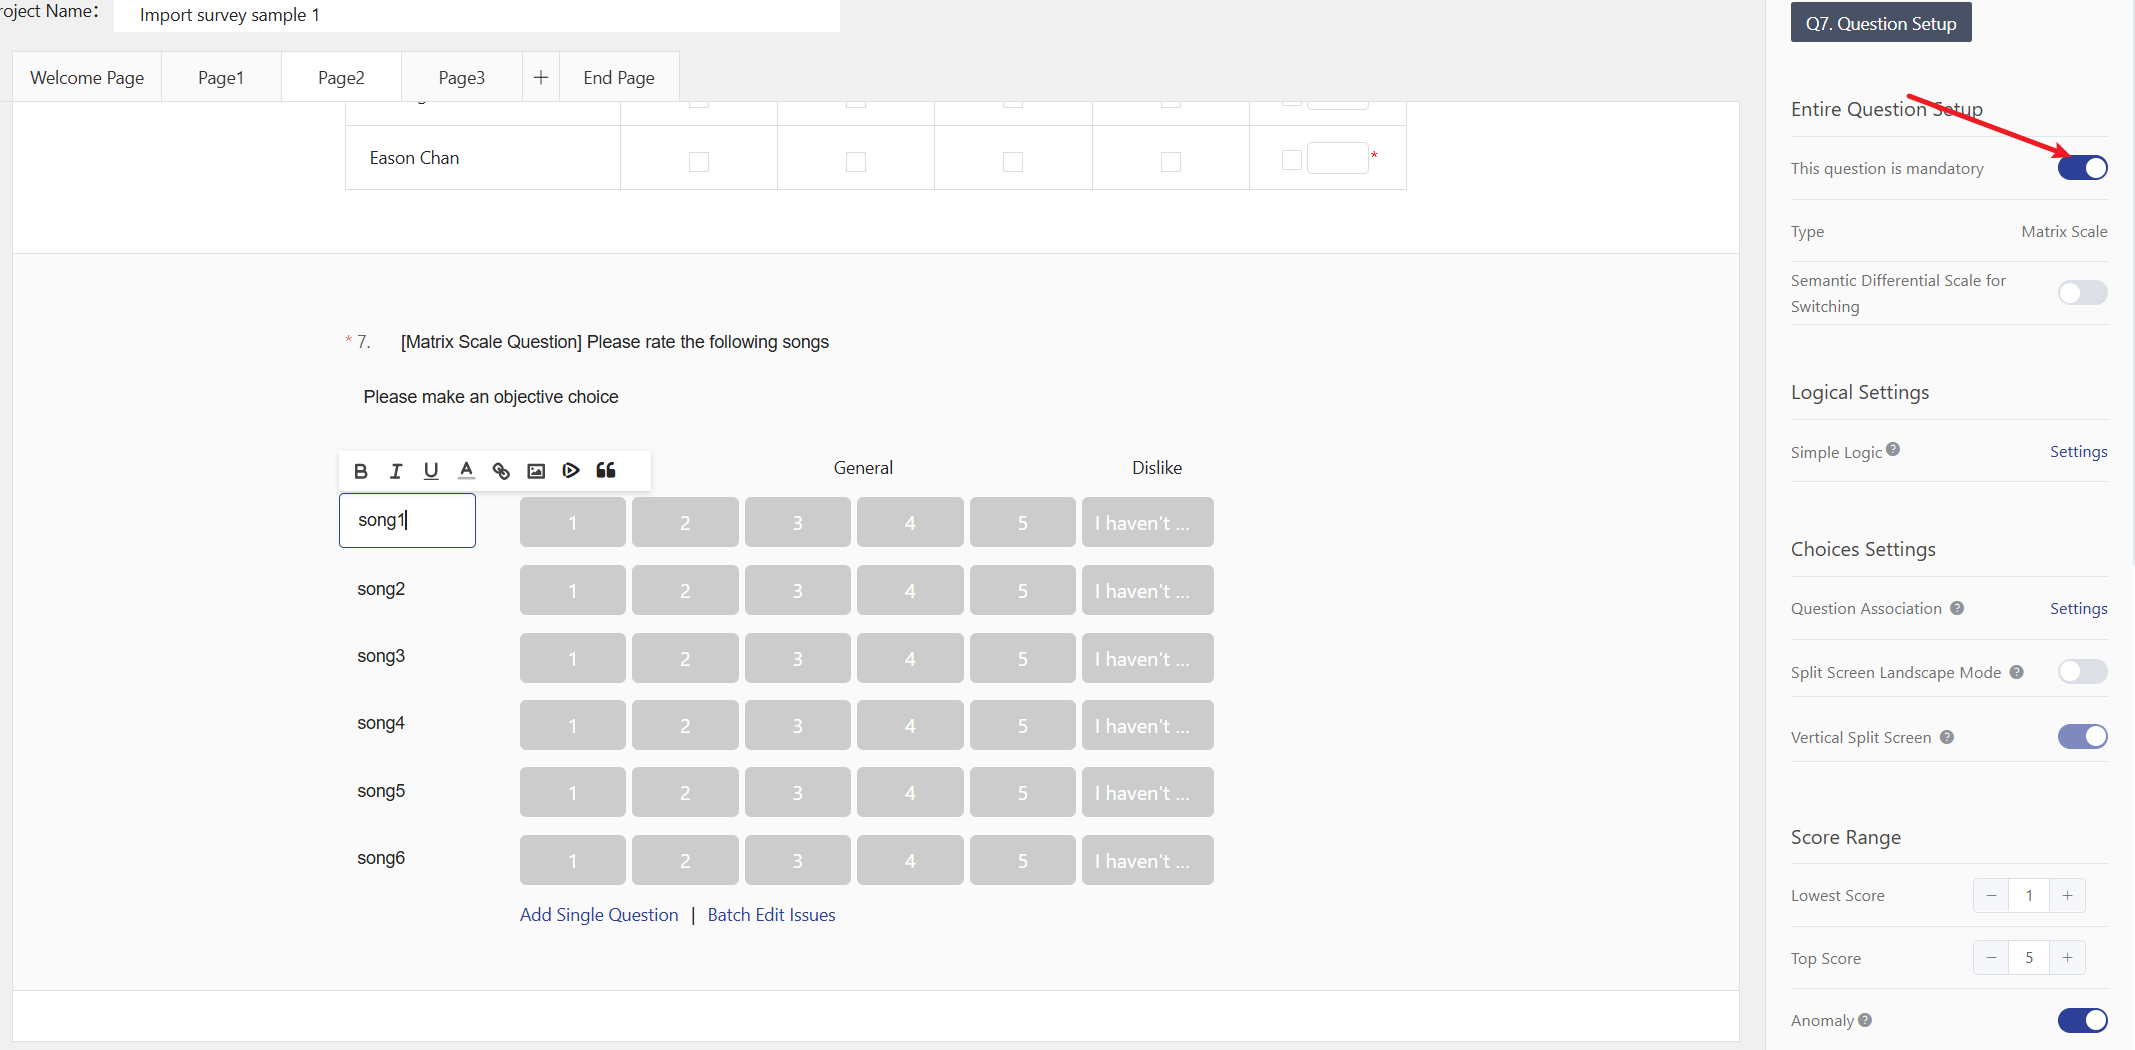 roject Name：
Import survey sample 1
Welcome Page
Page1
Page2
Page3
+
End Page
Eason Chan
*
* 7. [Matrix Scale Question] Please rate the following songs
Please make an objective choice
B I U A
General
Dislike
song1 1 2 3 4 5 I haven't ...
song2 1 2 3 4 5 I haven't ...
song3 1 2 3 4 5 I haven't ...
song4 1 2 3 4 5 I haven't ...
song5 1 2 3 4 5 I haven't ...
song6 1 2 3 4 5 I haven't ...
Add Single Question | Batch Edit Issues
Q7. Question Setup
Entire Question Setup
This question is mandatory
Type Matrix Scale
Semantic Differential Scale for
Switching
Logical Settings
Simple Logic ? Settings
Choices Settings
Question Association ? Settings
Split Screen Landscape Mode ?
Vertical Split Screen ?
Score Range
Lowest Score − 1 +
Top Score − 5 +
Anomaly ?